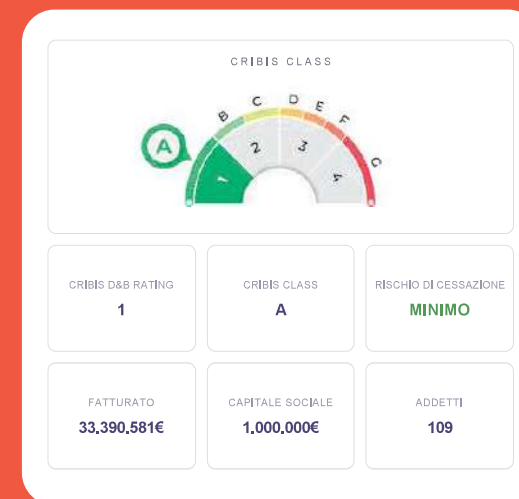 CRIBIS CLASS
A B C D E F G
1 2 3 4
CRIBIS D&B RATING
1
CRIBIS CLASS
A
RISCHIO DI CESSAZIONE
MINIMO
FATTURATO
33.390.581€
CAPITALE SOCIALE
1.000.000€
ADDETTI
109